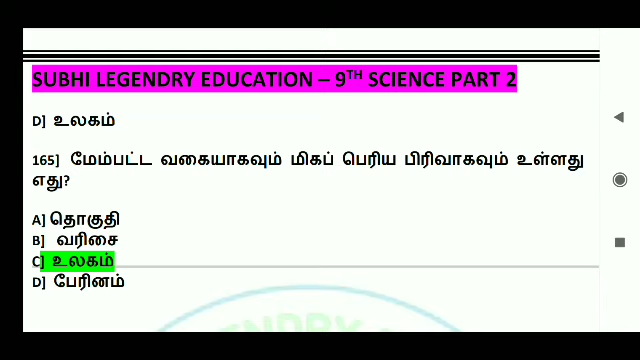 SUBHI LEGENDRY EDUCATION – 9TH SCIENCE PART 2
D] உலகம்
165] மேம்பட்ட வகையாகவும் மிகப் பெரிய பிரிவாகவும் உள்ளது
எது?
A] தொகுதி
B] வரிசை
C] உலகம்
D] பேரினம்